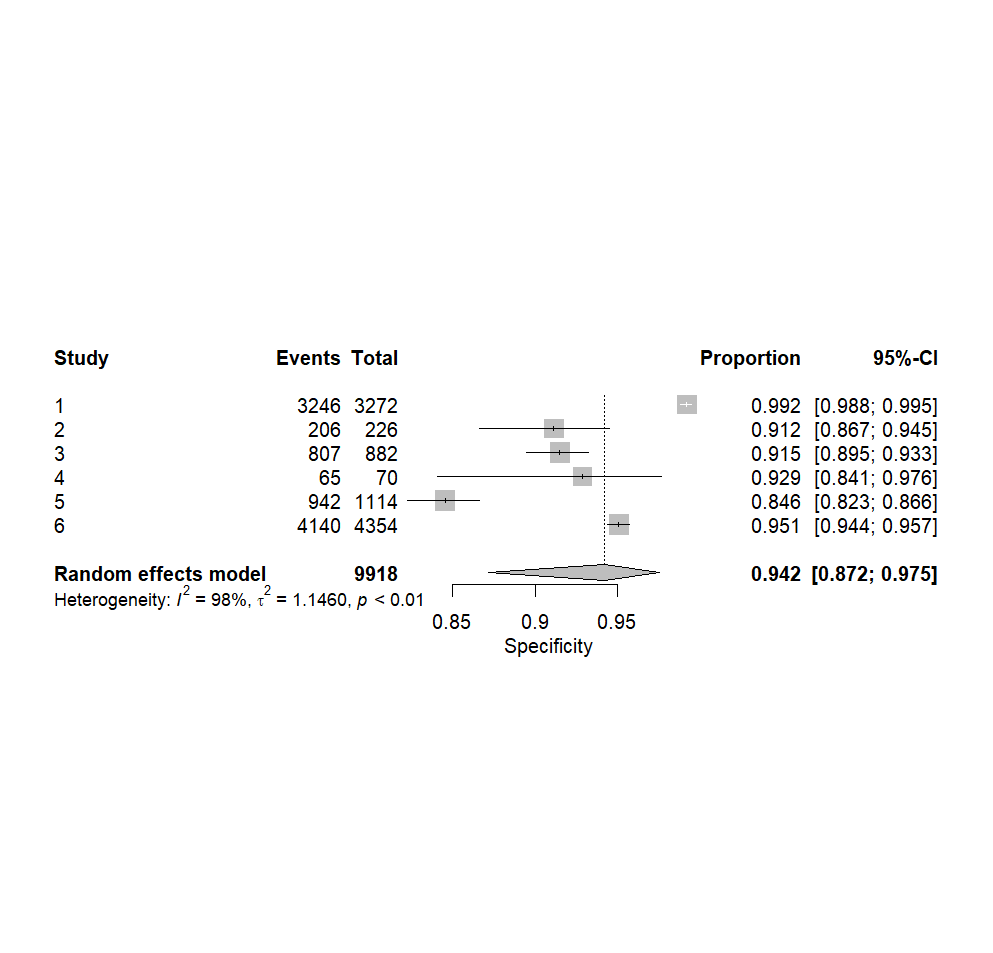 Study Events Total Proportion 95%-CI
1 3246 3272 0.992 [0.988; 0.995]
2 206 226 0.912 [0.867; 0.945]
3 807 882 0.915 [0.895; 0.933]
4 65 70 0.929 [0.841; 0.976]
5 942 1114 0.846 [0.823; 0.866]
6 4140 4354 0.951 [0.944; 0.957]
Random effects model 9918 0.942 [0.872; 0.975]
Heterogeneity: I² = 98%, τ² = 1.1460, p < 0.01
0.85 0.9 0.95
Specificity